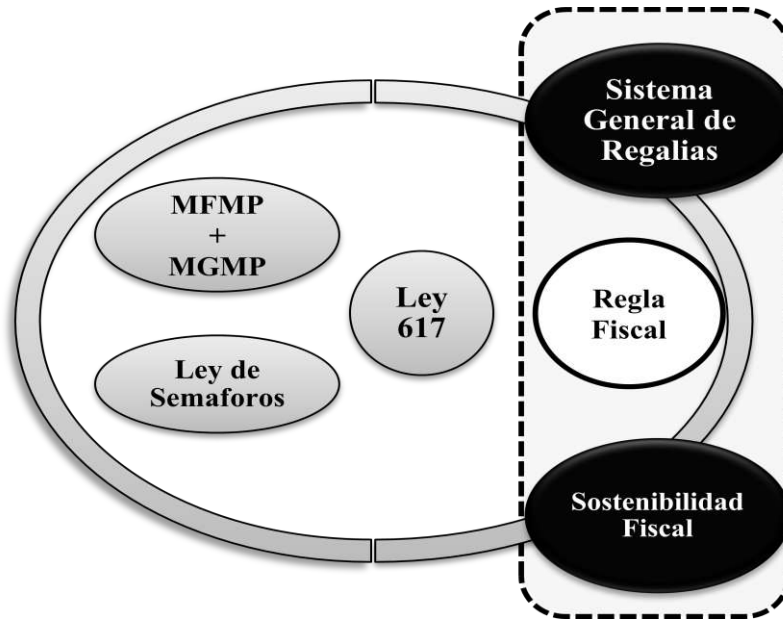 Sistema
General de
Regalias
MFMP
+
MGMP
Ley
617
Regla
Fiscal
Ley de
Semaforos
Sostenibilidad
Fiscal